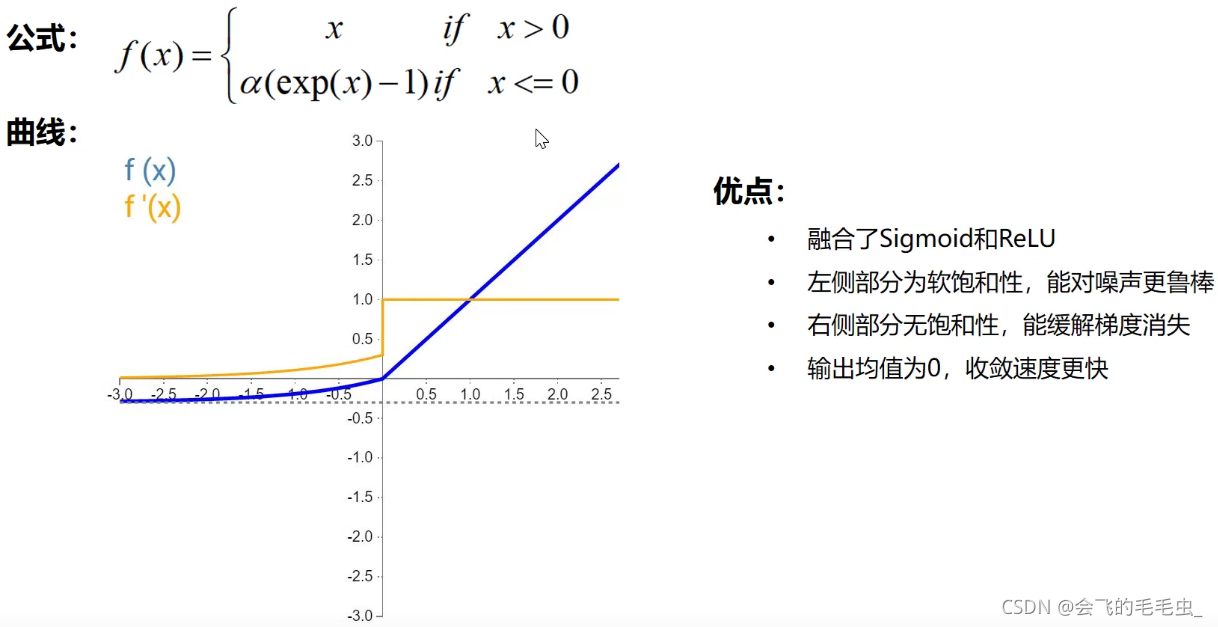 公式：
f(x)= { x if x > 0
α(exp(x)−1) if x <= 0
曲线：
f (x)
f '(x)
3.0
2.5
2.0
1.5
1.0
0.5
-3.0 -2.5 -2.0 -1.5 -1.0 -0.5 0.5 1.0 1.5 2.0 2.5
-0.5
-1.0
-1.5
-2.0
-2.5
-3.0
优点：
• 融合了Sigmoid和ReLU
• 左侧部分为软饱和性，能对噪声更鲁棒
• 右侧部分无饱和性，能缓解梯度消失
• 输出均值为0，收敛速度更快
CSDN @会飞的毛毛虫_